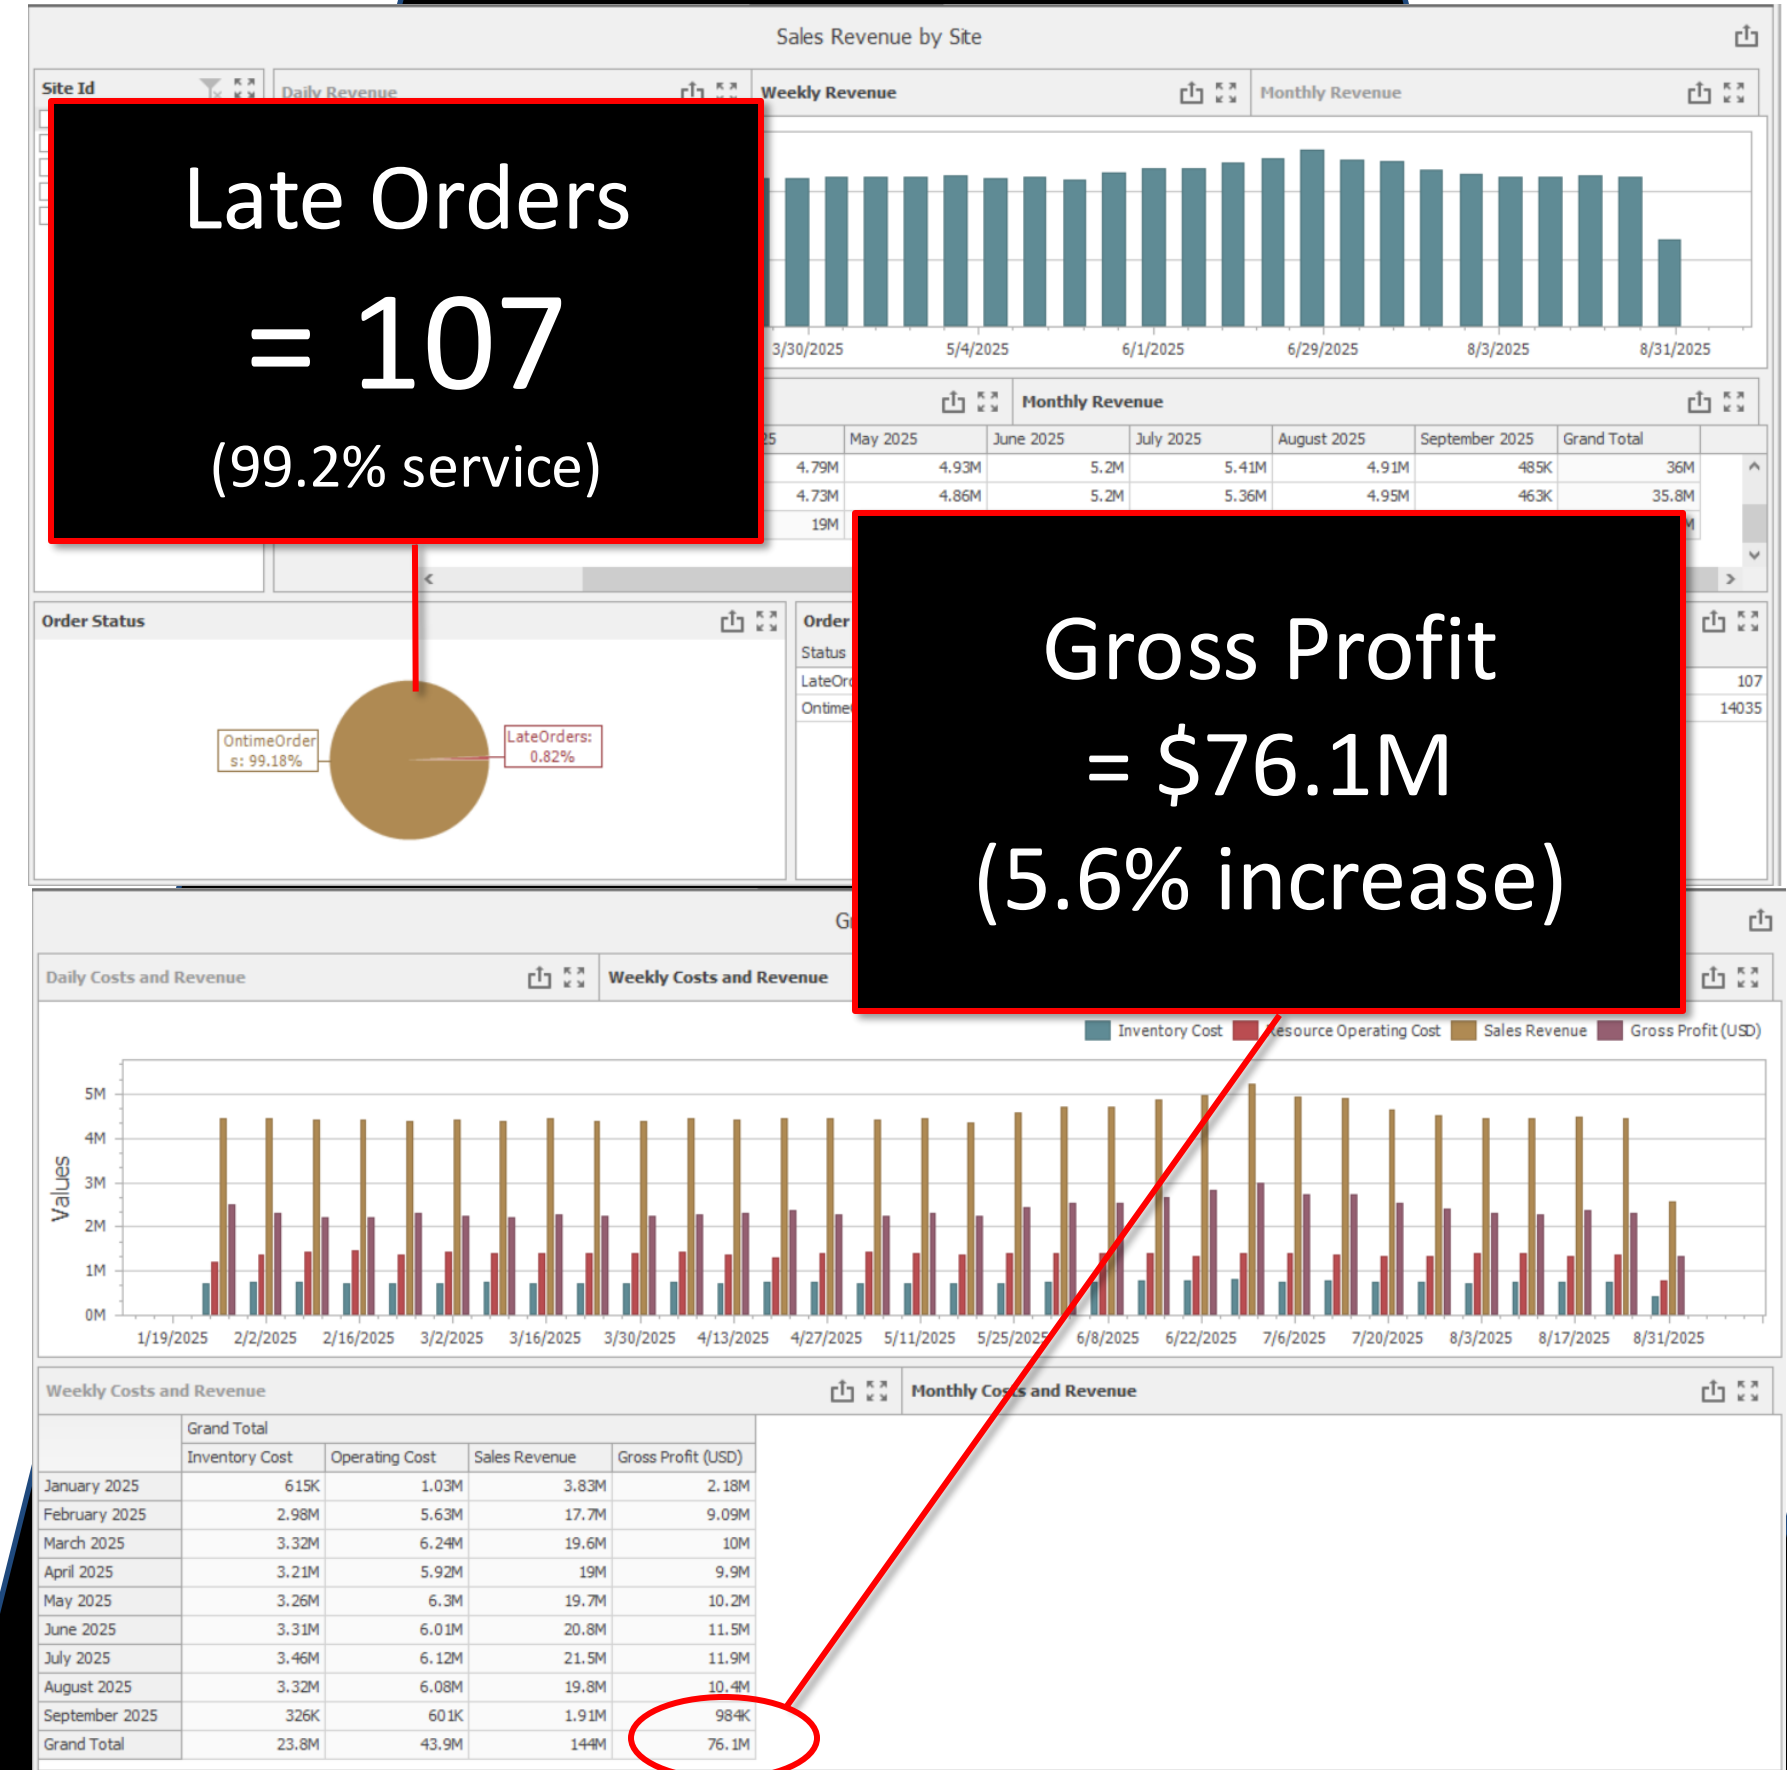 Sales Revenue by Site
Site Id
Daily Revenue
Weekly Revenue
Monthly Revenue
Late Orders
= 107
(99.2% service)
3/30/2025 5/4/2025 6/1/2025 6/29/2025 8/3/2025 8/31/2025
Monthly Revenue
May 2025 June 2025 July 2025 August 2025 September 2025 Grand Total
4.79M 4.93M 5.2M 5.41M 4.91M 485K 36M
4.73M 4.86M 5.2M 5.36M 4.95M 463K 35.8M
19M
Order Status
OntimeOrder
s: 99.18%
LateOrders:
0.82%
Order
Status
107
14035
Gross Profit
= $76.1M
(5.6% increase)
Daily Costs and Revenue
Weekly Costs and Revenue
Inventory Cost Resource Operating Cost Sales Revenue Gross Profit (USD)
Values
5M
4M
3M
2M
1M
0M
1/19/2025 2/2/2025 2/16/2025 3/2/2025 3/16/2025 3/30/2025 4/13/2025 4/27/2025 5/11/2025 5/25/2025 6/8/2025 6/22/2025 7/6/2025 7/20/2025 8/3/2025 8/17/2025 8/31/2025
Weekly Costs and Revenue
Monthly Costs and Revenue
Grand Total
Inventory Cost Operating Cost Sales Revenue Gross Profit (USD)
January 2025 615K 1.03M 3.83M 2.18M
February 2025 2.98M 5.63M 17.7M 9.09M
March 2025 3.32M 6.24M 19.6M 10M
April 2025 3.21M 5.92M 19M 9.9M
May 2025 3.26M 6.3M 19.7M 10.2M
June 2025 3.31M 6.01M 20.8M 11.5M
July 2025 3.46M 6.12M 21.5M 11.9M
August 2025 3.32M 6.08M 19.8M 10.4M
September 2025 326K 601K 1.91M 984K
Grand Total 23.8M 43.9M 144M 76.1M